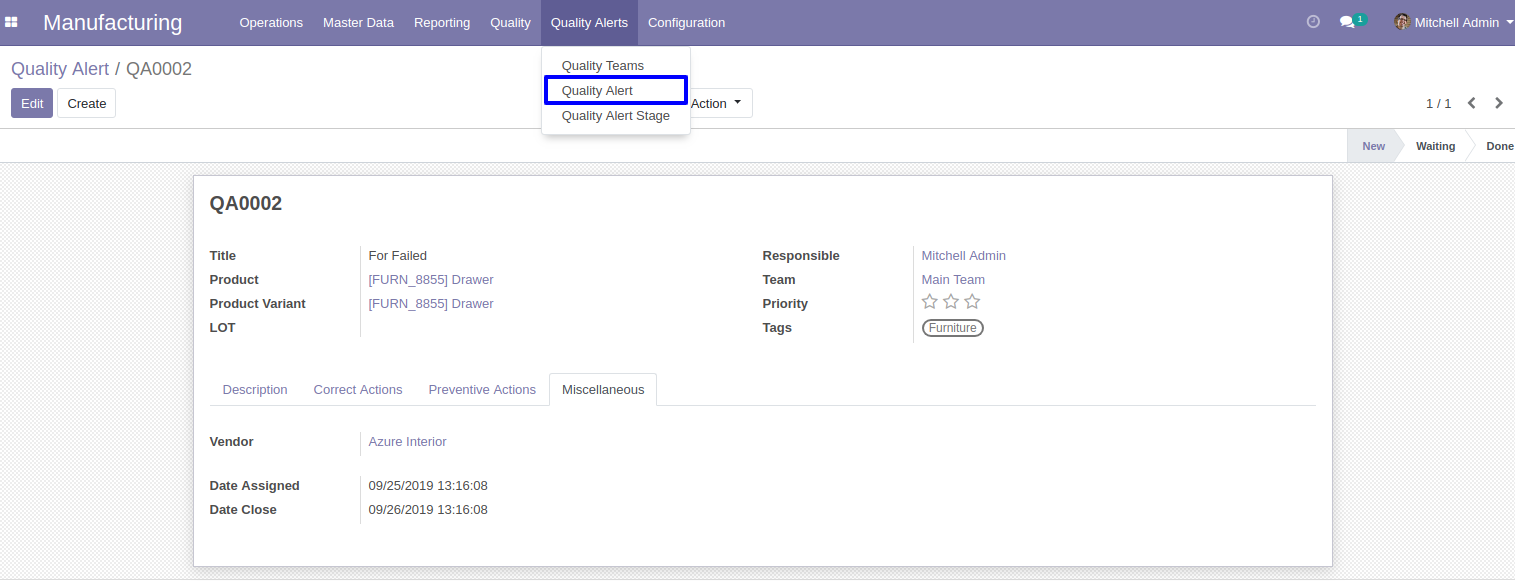 Manufacturing Operations Master Data Reporting Quality Quality Alerts Configuration 1 Mitchell Admin
Quality Alert / QA0002
Quality Teams
Quality Alert
Quality Alert Stage
Edit Create Action 1 / 1
New Waiting Done
QA0002
Title For Failed Responsible Mitchell Admin
Product [FURN_8855] Drawer Team Main Team
Product Variant [FURN_8855] Drawer Priority
LOT Tags Furniture
Description Correct Actions Preventive Actions Miscellaneous
Vendor Azure Interior
Date Assigned 09/25/2019 13:16:08
Date Close 09/26/2019 13:16:08